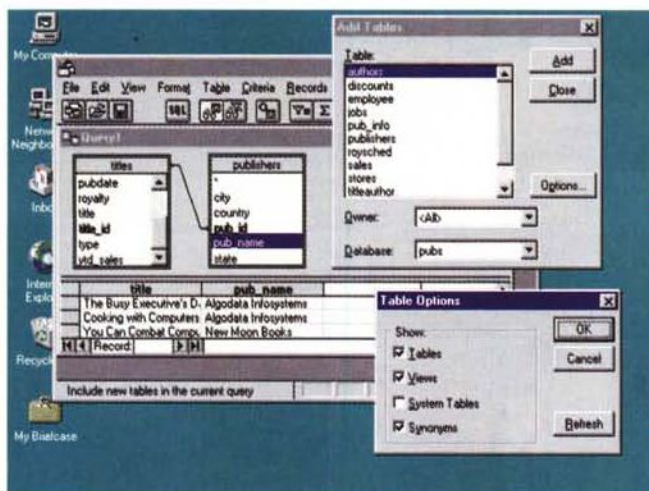 My Computer
Network Neighborhood
Inbox
Recycle
My Briefcase
File Edit View Format Table Criteria Records
SQL
Query1
titles
pubdate
royalty
title
title_id
type
ytd_sales
publishers
*
city
country
pub_id
pub_name
state
title pub_name
The Busy Executive's D. Algodata Infosystems
Cooking with Computers Algodata Infosystems
You Can Combat Compu New Moon Books
Record:
Include new tables in the current query
Add Tables
Table:
authors
discounts
employee
jobs
pub_info
publishers
roysched
sales
stores
titleauthor
Add
Close
Options...
Owner: <All>
Database: pubs
Table Options
Show:
Tables
Views
System Tables
Synonyms
OK
Cancel
Refresh